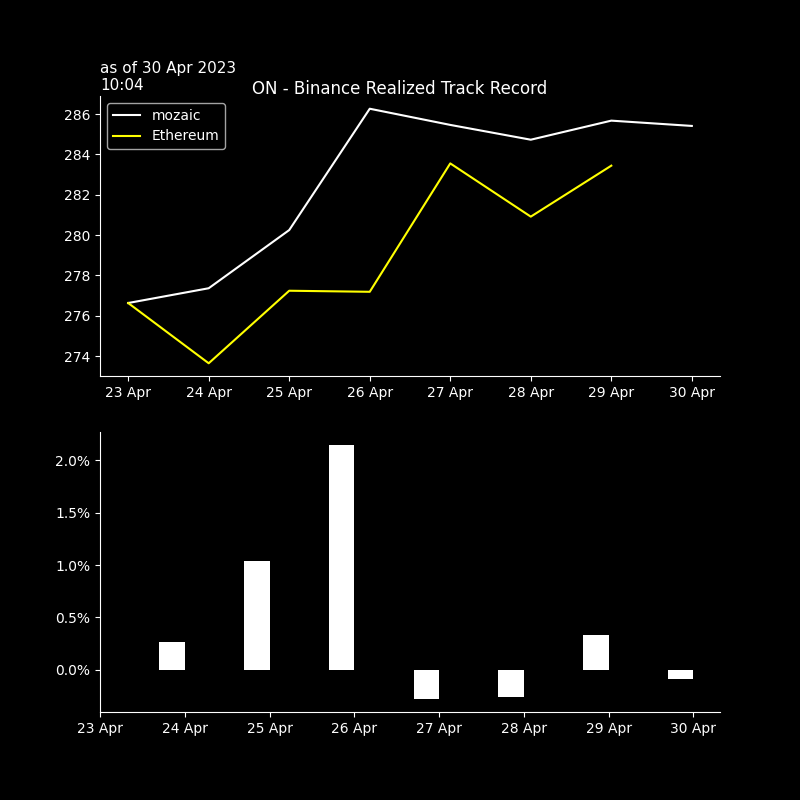 as of 30 Apr 2023
10:04
ON - Binance Realized Track Record
mozaic
Ethereum
286
284
282
280
278
276
274
23 Apr 24 Apr 25 Apr 26 Apr 27 Apr 28 Apr 29 Apr 30 Apr
2.0%
1.5%
1.0%
0.5%
0.0%
23 Apr 24 Apr 25 Apr 26 Apr 27 Apr 28 Apr 29 Apr 30 Apr